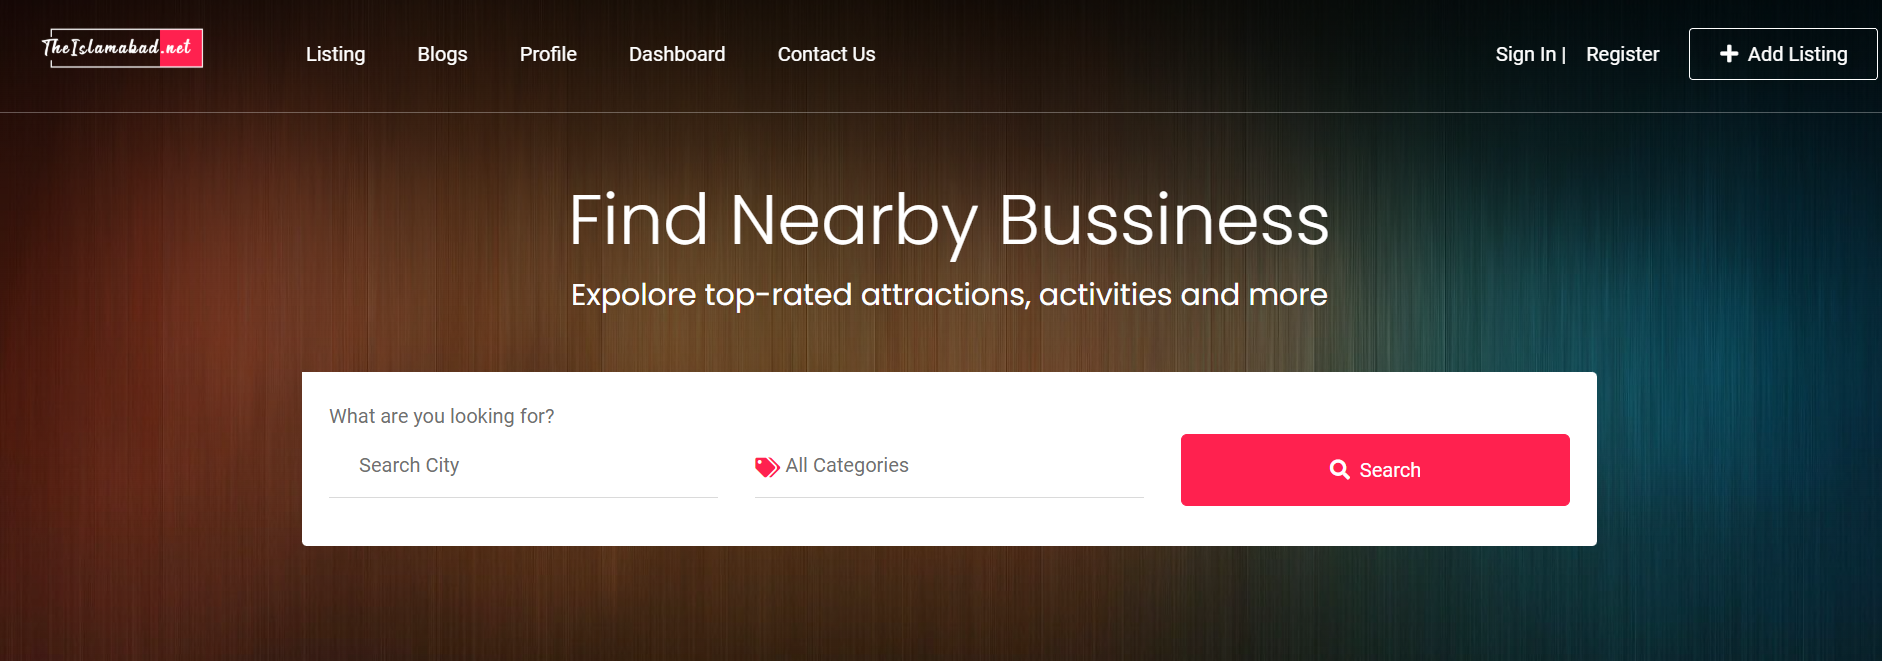 TheIslamabad.net
Listing Blogs Profile Dashboard Contact Us Sign In | Register Add Listing
Find Nearby Bussiness
Expolore top-rated attractions, activities and more
What are you looking for?
Search City All Categories Search